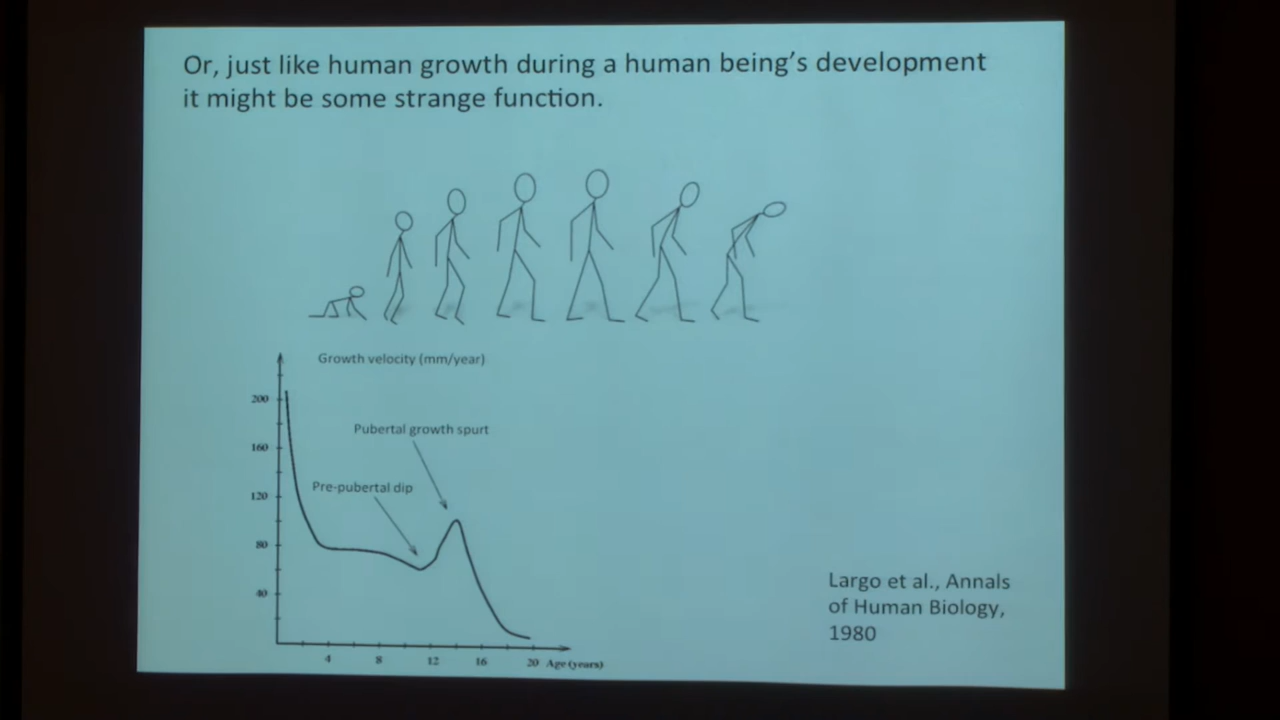 Or, just like human growth during a human being's development
it might be some strange function.
Growth velocity (mm/year)
200
Pubertal growth spurt
160
Pre-pubertal dip
120
80
40
4 8 12 16 20 Age (years)
Largo et al., Annals
of Human Biology,
1980